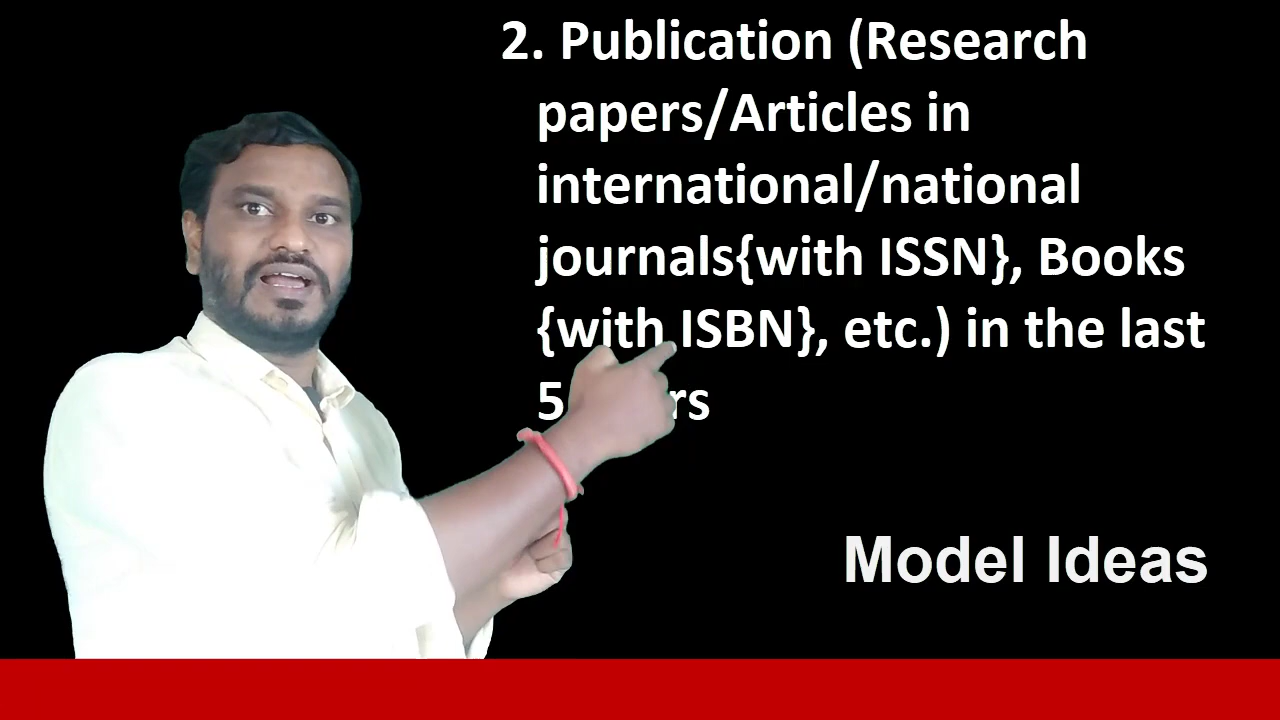 2. Publication (Research
papers/Articles in
international/national
journals{with ISSN}, Books
{with ISBN}, etc.) in the last
5
Model Ideas